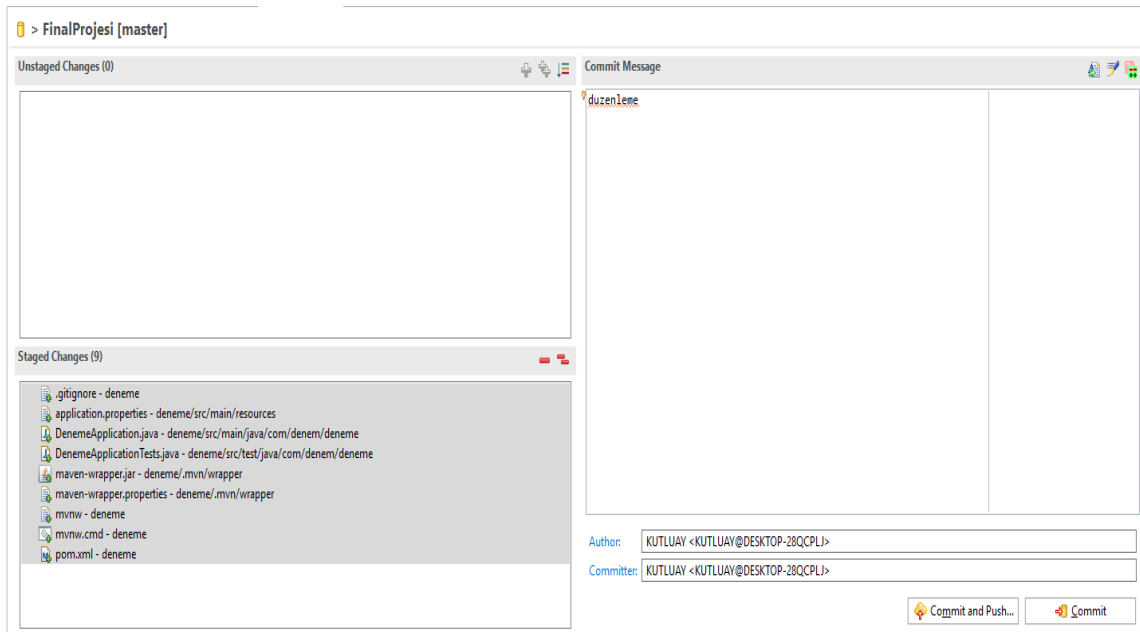 > FinalProjesi [master]
Unstaged Changes (0)
Commit Message
duzenleme
Staged Changes (9)
.gitignore - deneme
application.properties - deneme/src/main/resources
DenemeApplication.java - deneme/src/main/java/com/denem/deneme
DenemeApplicationTests.java - deneme/src/test/java/com/denem/deneme
maven-wrapper.jar - deneme/.mvn/wrapper
maven-wrapper.properties - deneme/.mvn/wrapper
mvnw - deneme
mvnw.cmd - deneme
pom.xml - deneme
Author: KUTLUAY <KUTLUAY@DESKTOP-28QCPLJ>
Committer: KUTLUAY <KUTLUAY@DESKTOP-28QCPLJ>
Commit and Push... Commit